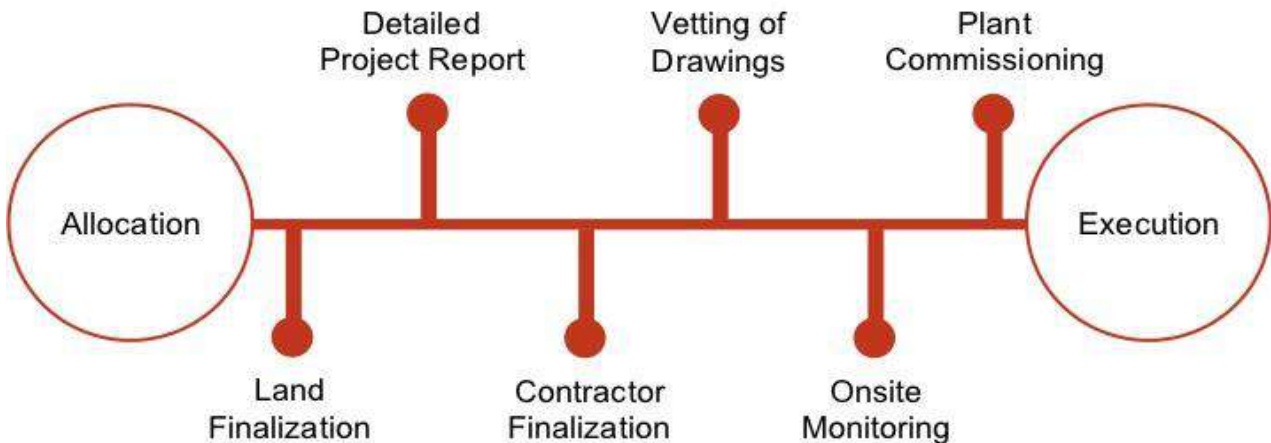 Detailed
Project Report
Vetting of
Drawings
Plant
Commissioning
Allocation
Execution
Land
Finalization
Contractor
Finalization
Onsite
Monitoring